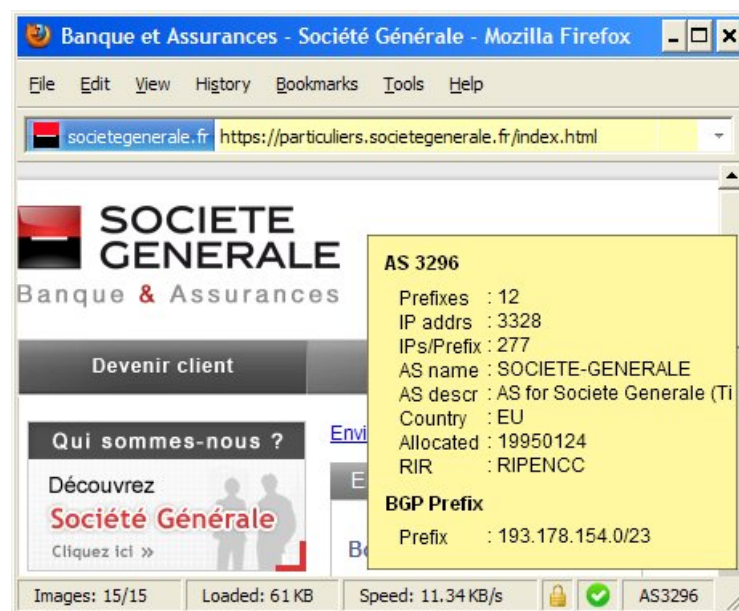 Banque et Assurances - Société Générale - Mozilla Firefox
File Edit View History Bookmarks Tools Help
societegenerale.fr https://particuliers.societegenerale.fr/index.html
SOCIETE
GENERALE
Banque & Assurances
Devenir client
Qui sommes-nous ?
Découvrez
Société Générale
Cliquez ici »
Envi
E
AS 3296
Prefixes : 12
IP addrs : 3328
IPs/Prefix : 277
AS name : SOCIETE-GENERALE
AS descr : AS for Societe Generale (Ti
Country : EU
Allocated : 19950124
RIR : RIPENCC
BGP Prefix
Prefix : 193.178.154.0/23
Images: 15/15 Loaded: 61 KB Speed: 11.34 KB/s AS3296